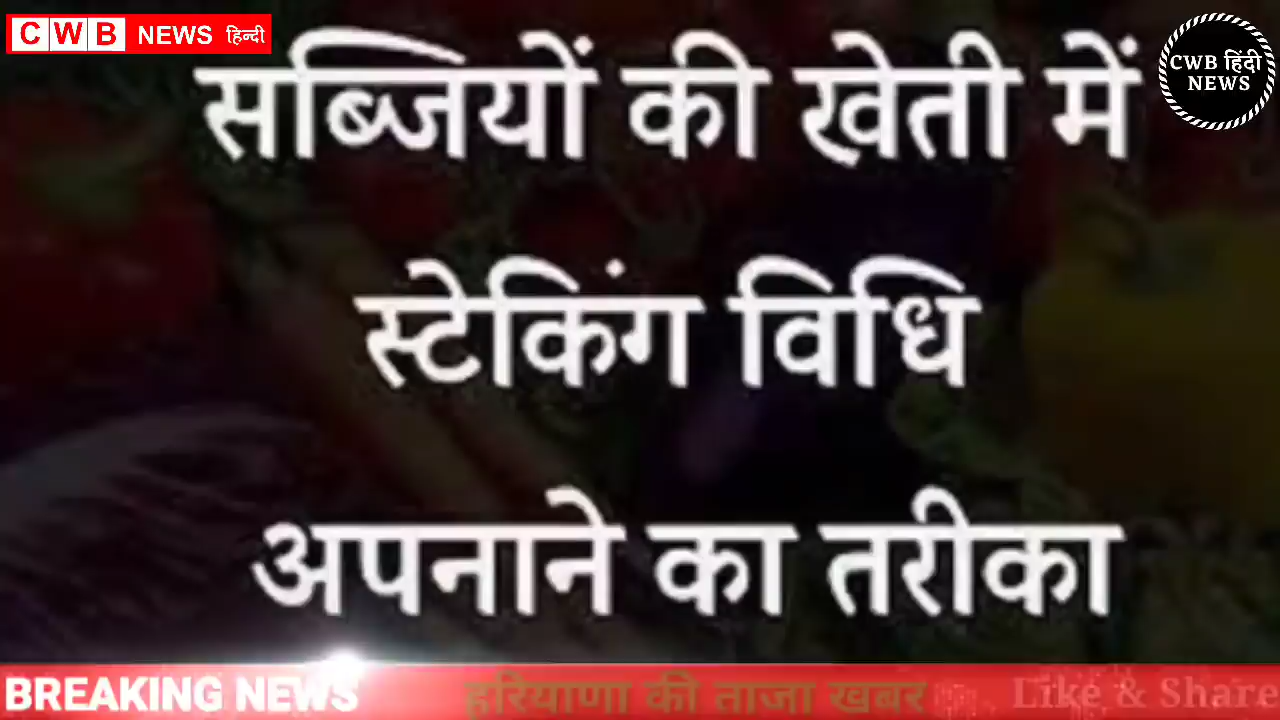 CWB NEWS हिन्दी
CWB हिंदी
NEWS
सब्जियों की खेती में
स्टेकिंग विधि
अपनाने का तरीका
BREAKING NEWS
हरियाणा की ताजा खबर
Like & Share